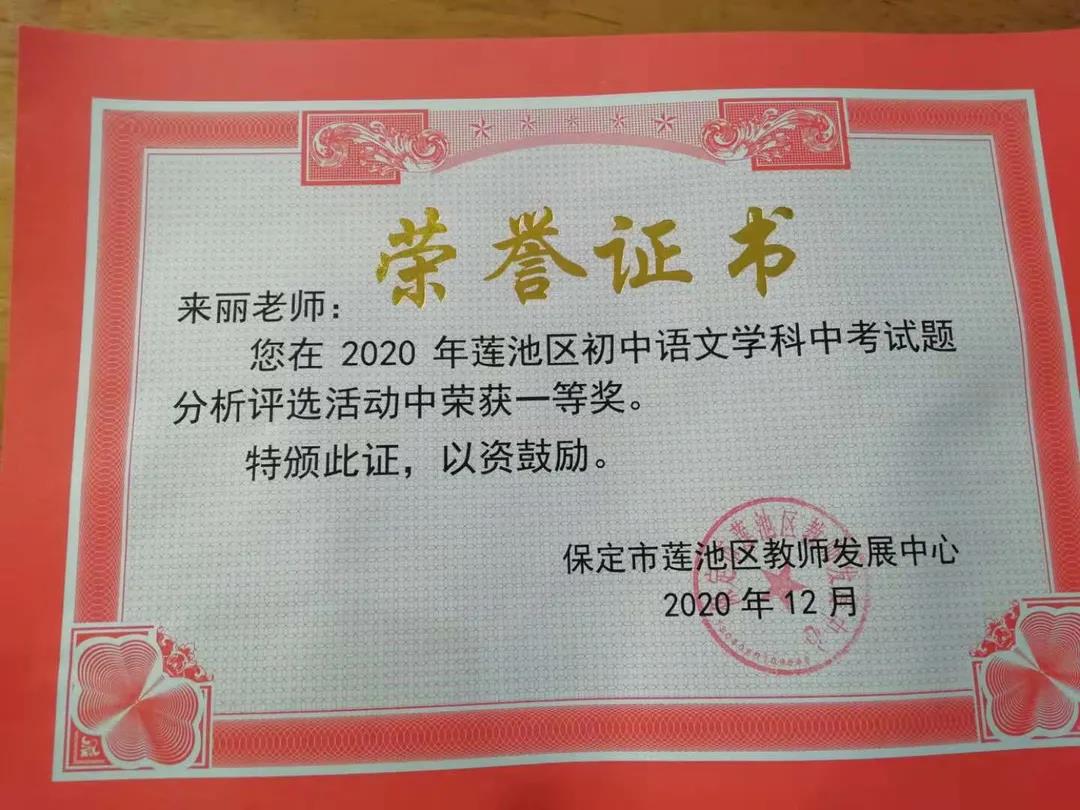 荣誉证书
来丽老师：
您在 2020 年莲池区初中语文学科中考试题
分析评选活动中荣获一等奖。
特颁此证，以资鼓励。
保定市莲池区教师发展中心
2020 年 12 月